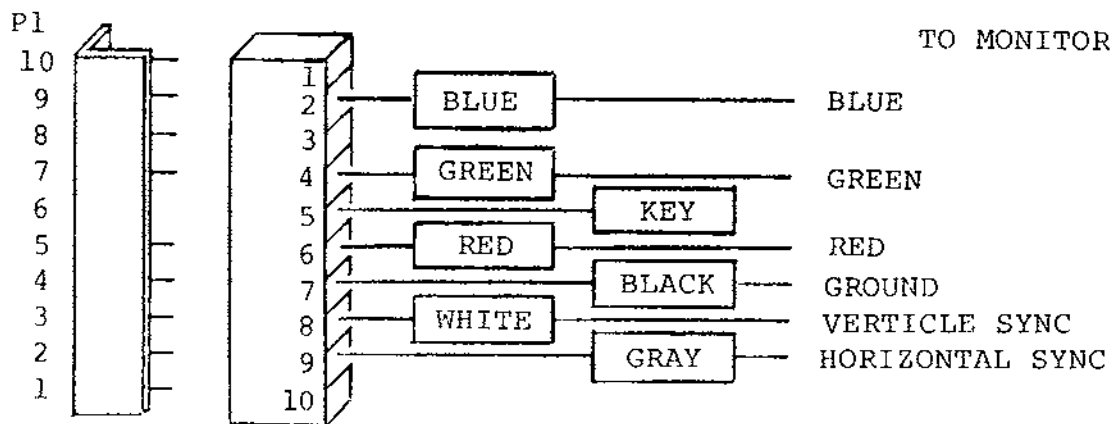 P1
TO MONITOR
10
1
9
2
BLUE
BLUE
8
3
7
4
GREEN
GREEN
6
5
KEY
5
6
RED
RED
4
7
BLACK
GROUND
3
8
WHITE
VERTICLE SYNC
2
9
GRAY
HORIZONTAL SYNC
1
10